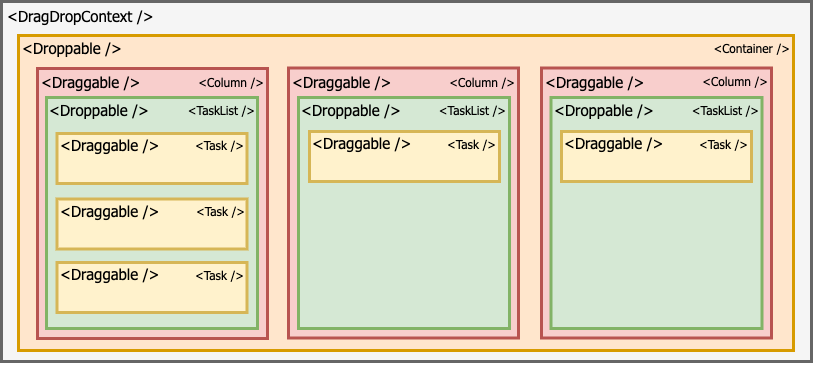 <DragDropContext />
<Droppable /> <Container />
<Draggable /> <Column /> <Draggable /> <Column /> <Draggable /> <Column />
<Droppable /> <TaskList /> <Droppable /> <TaskList /> <Droppable /> <TaskList />
<Draggable /> <Task /> <Draggable /> <Task /> <Draggable /> <Task />
<Draggable /> <Task />
<Draggable /> <Task />